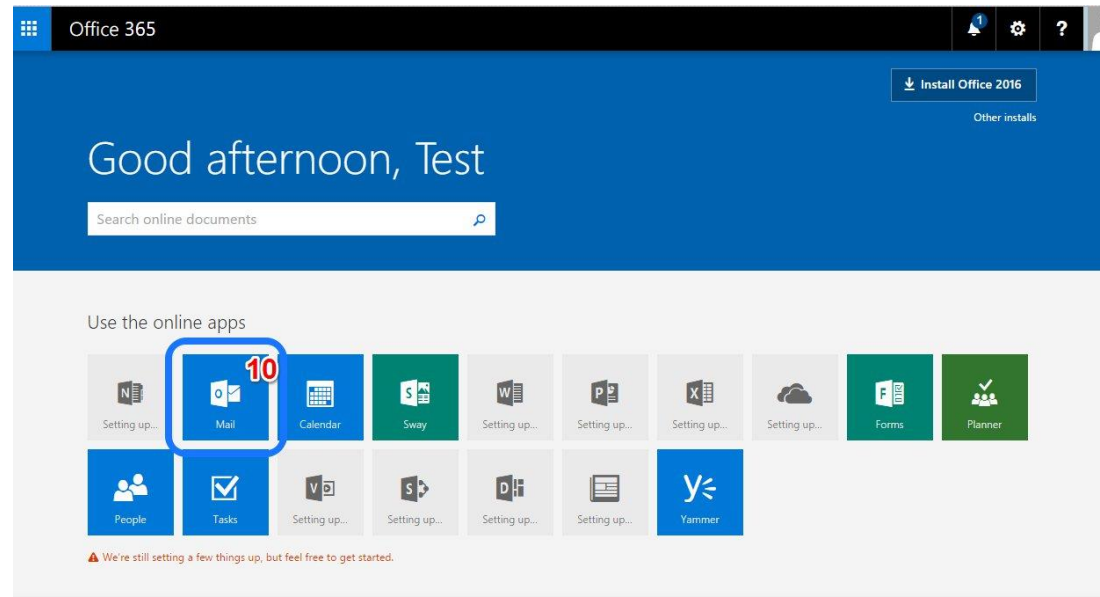 Office 365
1
?
Install Office 2016
Other installs
Good afternoon, Test
Search online documents
Use the online apps
10
N
Setting up...
o
Mail
Calendar
S
Sway
W
Setting up...
P
Setting up...
X
Setting up...
Setting up...
F
Forms
Planner
People
Tasks
V
Setting up...
S
Setting up...
D
Setting up...
Setting up...
y
Yammer
We're still setting a few things up, but feel free to get started.